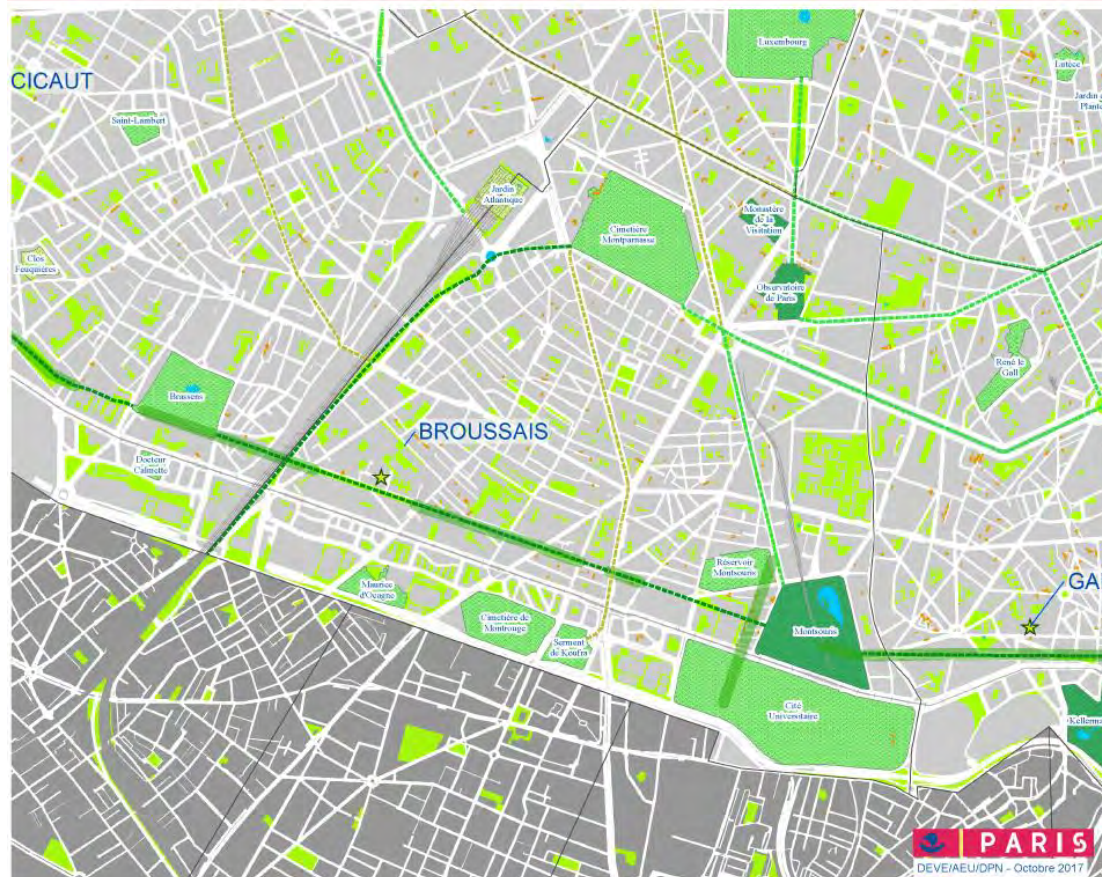 Luxembourg
Lutèce
CICAUT
Jardin
Plante
Saint-Lambert
Jardin
Atlantique
Monastère
de la
Visitation
Cimetière
Montparnasse
Clos
Feuquières
Observatoire
de Paris
René le
Gall
Brassens
BROUSSAIS
Docteur
Calmette
Réservoir
Montsouris
Maurice
d'Ocagne
GA
Cimetière de
Montrouge
Montsouris
Serment
de Koufra
Cité
Universitaire
Kellerma
PARIS
DEVE/AEU/DPN - Octobre 2017